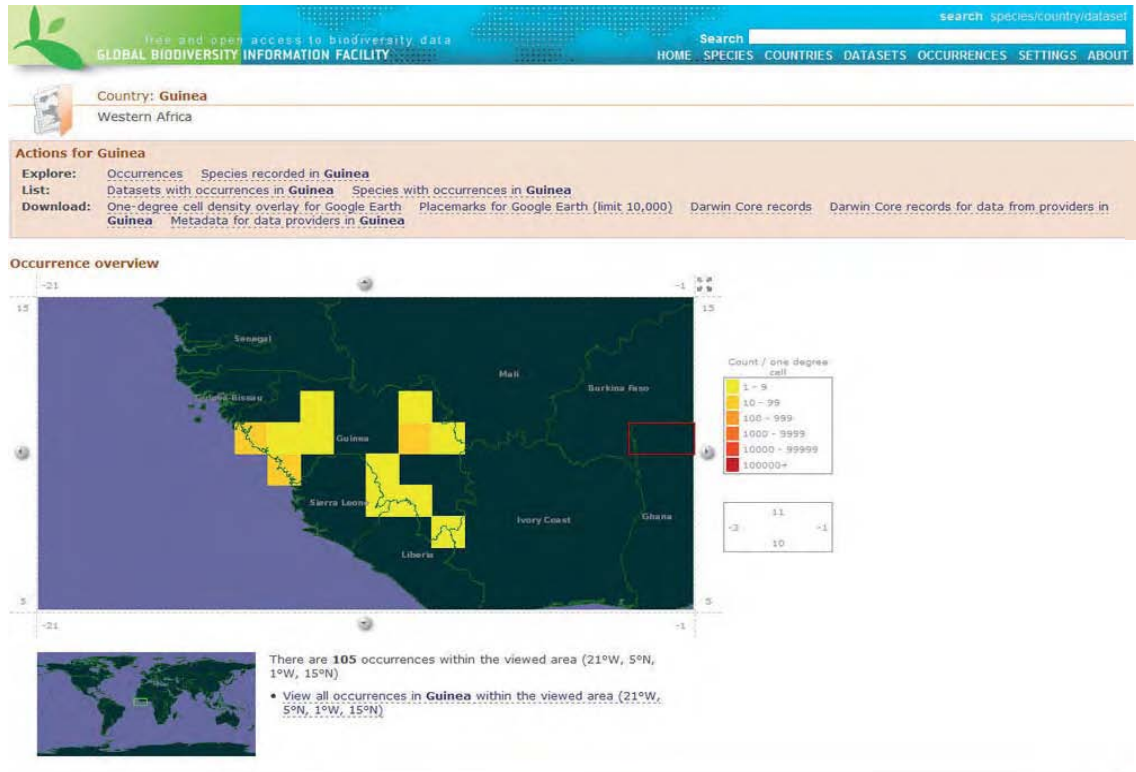 search species/country/dataset
free and open access to biodiversity data
GLOBAL BIODIVERSITY INFORMATION FACILITY
Search
HOME SPECIES COUNTRIES DATASETS OCCURRENCES SETTINGS ABOUT
Country: Guinea
Western Africa
Actions for Guinea
Explore: Occurrences Species recorded in Guinea
List: Datasets with occurrences in Guinea Species with occurrences in Guinea
Download: One-degree cell density overlay for Google Earth Placemarks for Google Earth (limit 10,000) Darwin Core records Darwin Core records for data from providers in
Guinea Metadata for data providers in Guinea
Occurrence overview
-21 -1
15 15
Senegal
Mali
Burkina Faso
Guinea-Bissau
Guinea
Sierra Leone
Ivory Coast
Ghana
Liberia
5 5
-21 -1
Count / one degree
cell
1 - 9
10 - 99
100 - 999
1000 - 9999
10000 - 99999
100000+
11
-3 -1
10
There are 105 occurrences within the viewed area (21°W, 5°N,
1°W, 15°N)
• View all occurrences in Guinea within the viewed area (21°W,
5°N, 1°W, 15°N)